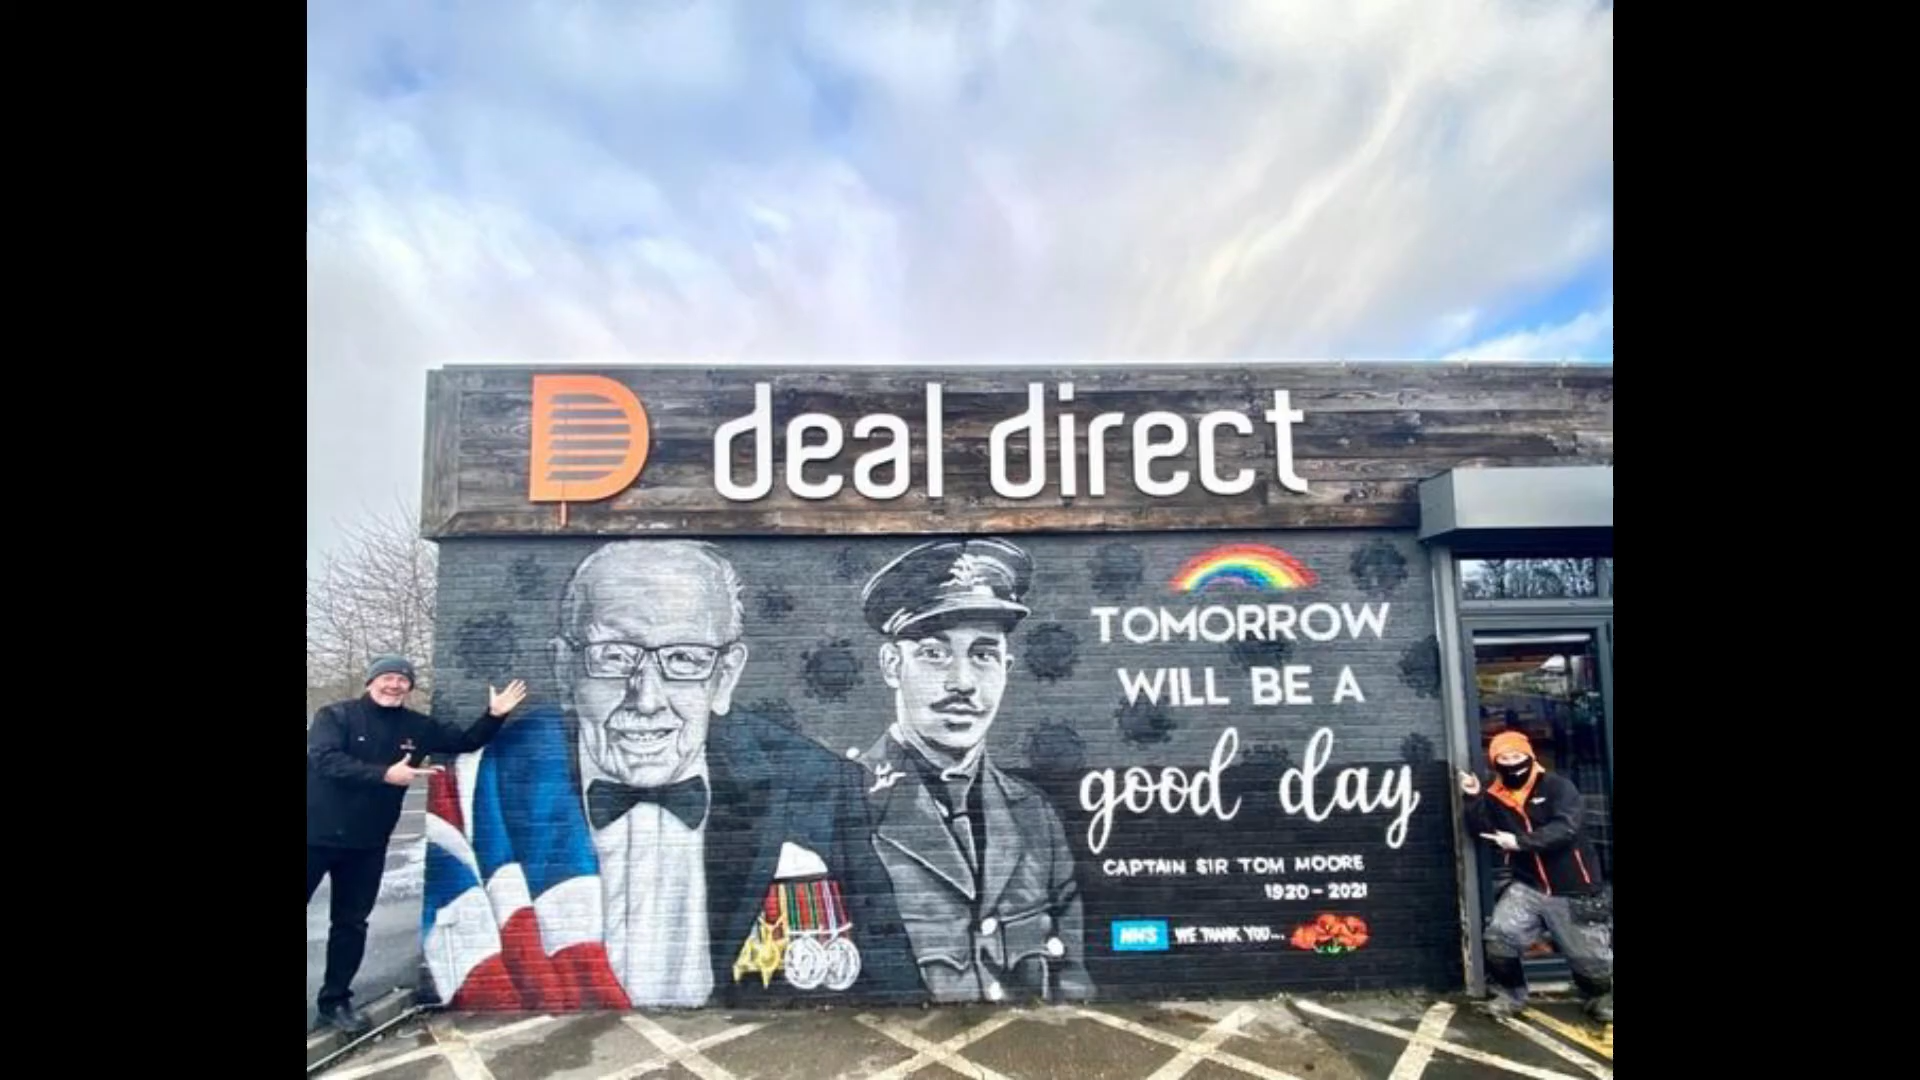 D deal direct
TOMORROW
WILL BE A
good day
CAPTAIN SIR TOM MOORE
1920 - 2021
NHS WE THANK YOU...